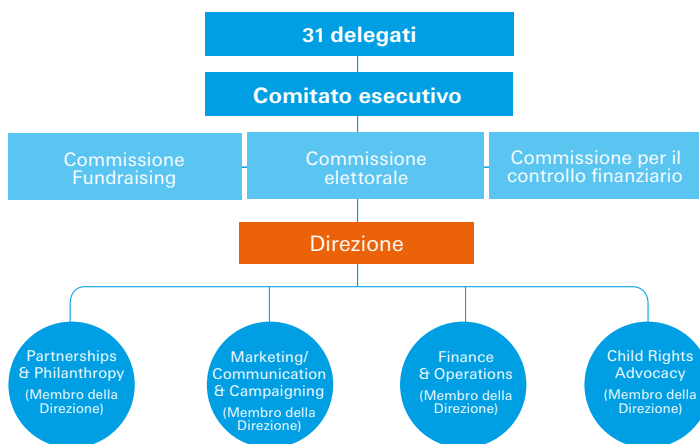 31 delegati
Comitato esecutivo
Commissione
Fundraising
Commissione
elettorale
Commissione per il
controllo finanziario
Direzione
Partnerships
& Philanthropy
(Membro della
Direzione)
Marketing/
Communication
& Campaigning
(Membro della
Direzione)
Finance
& Operations
(Membro della
Direzione)
Child Rights
Advocacy
(Membro della
Direzione)